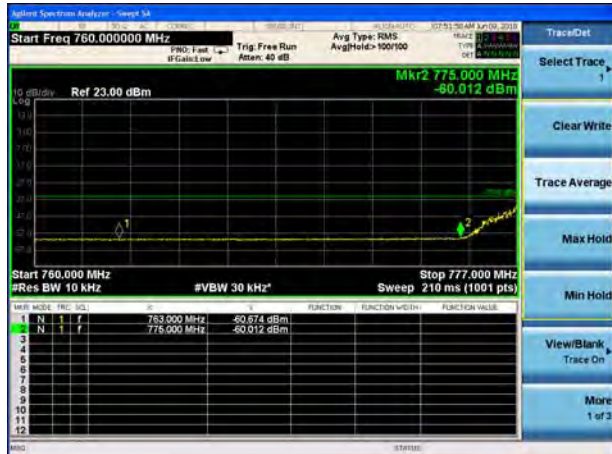 Agilent Spectrum Analyzer - Swept SA
07:51:50 AM Jun 09, 2018
Start Freq 760.000000 MHz
PNO: Fast
IFGain:Low
Trig: Free Run
Atten: 40 dB
Avg Type: RMS
Avg|Hold:> 100/100
TRACE
TYPE
DET
Trace/Det
Select Trace
1
Clear Write
Trace Average
Max Hold
Min Hold
View/Blank
Trace On
More
1 of 3
Mkr2 775.000 MHz
-60.012 dBm
10 dB/div Ref 23.00 dBm
Log
1
2
Start 760.000 MHz
Stop 777.000 MHz
#Res BW 10 kHz
#VBW 30 kHz*
Sweep 210 ms (1001 pts)
MKR MODE TRC SCL X Y FUNCTION FUNCTION WIDTH FUNCTION VALUE
1 N 1 f 763.000 MHz -60.674 dBm
2 N 1 f 775.000 MHz -60.012 dBm
3
4
5
6
7
8
9
10
11
12
MSG
STATUS